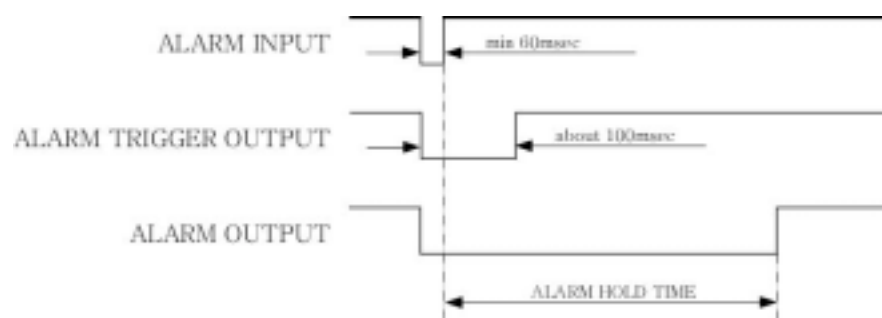 ALARM INPUT
min 60msec
ALARM TRIGGER OUTPUT
about 100msec
ALARM OUTPUT
ALARM HOLD TIME